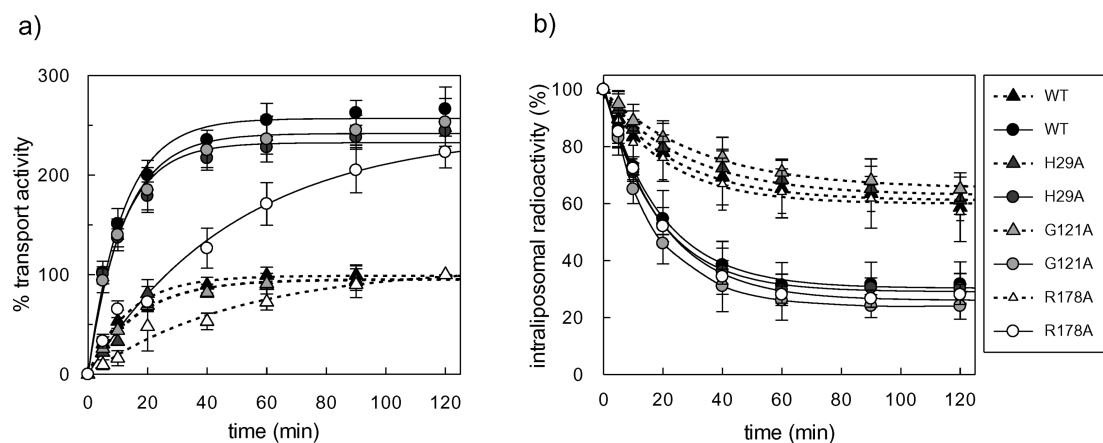 a)
% transport activity
300
200
100
0
0 20 40 60 80 100 120
time (min)
b)
intraliposomal radioactivity (%)
100
80
60
40
20
0
0 20 40 60 80 100 120
time (min)
WT
WT
H29A
H29A
G121A
G121A
R178A
R178A